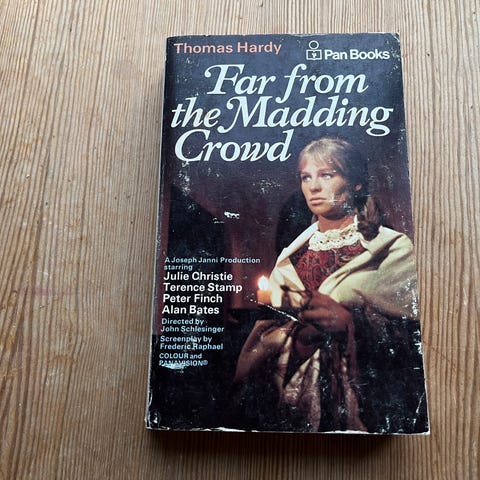 Thomas Hardy
Pan Books
Far from
the Madding
Crowd
A Joseph Janni Production
starring
Julie Christie
Terence Stamp
Peter Finch
Alan Bates
Directed by
John Schlesinger
Screenplay by
Frederic Raphael
COLOUR and
PANAVISION®